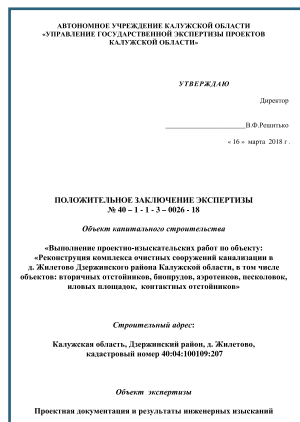 АВТОНОМНОЕ УЧРЕЖДЕНИЕ КАЛУЖСКОЙ ОБЛАСТИ
«УПРАВЛЕНИЕ ГОСУДАРСТВЕННОЙ ЭКСПЕРТИЗЫ ПРОЕКТОВ
КАЛУЖСКОЙ ОБЛАСТИ»
УТВЕРЖДАЮ
Директор
В.Ф.Решитько
« 16 » марта 2018 г .
ПОЛОЖИТЕЛЬНОЕ ЗАКЛЮЧЕНИЕ ЭКСПЕРТИЗЫ
№ 40 – 1 - 1 - 3 – 0026 - 18
Объект капитального строительства
«Выполнение проектно-изыскательских работ по объекту:
«Реконструкция комплекса очистных сооружений канализации в
д. Жилетово Дзержинского района Калужской области, в том числе
объектов: вторичных отстойников, биопрудов, аэротенков, песколовок,
иловых площадок, контактных отстойников»
Строительный адрес:
Калужская область, Дзержинский район, д. Жилетово,
кадастровый номер 40:04:100109:207
Объект экспертизы
Проектная документация и результаты инженерных изысканий